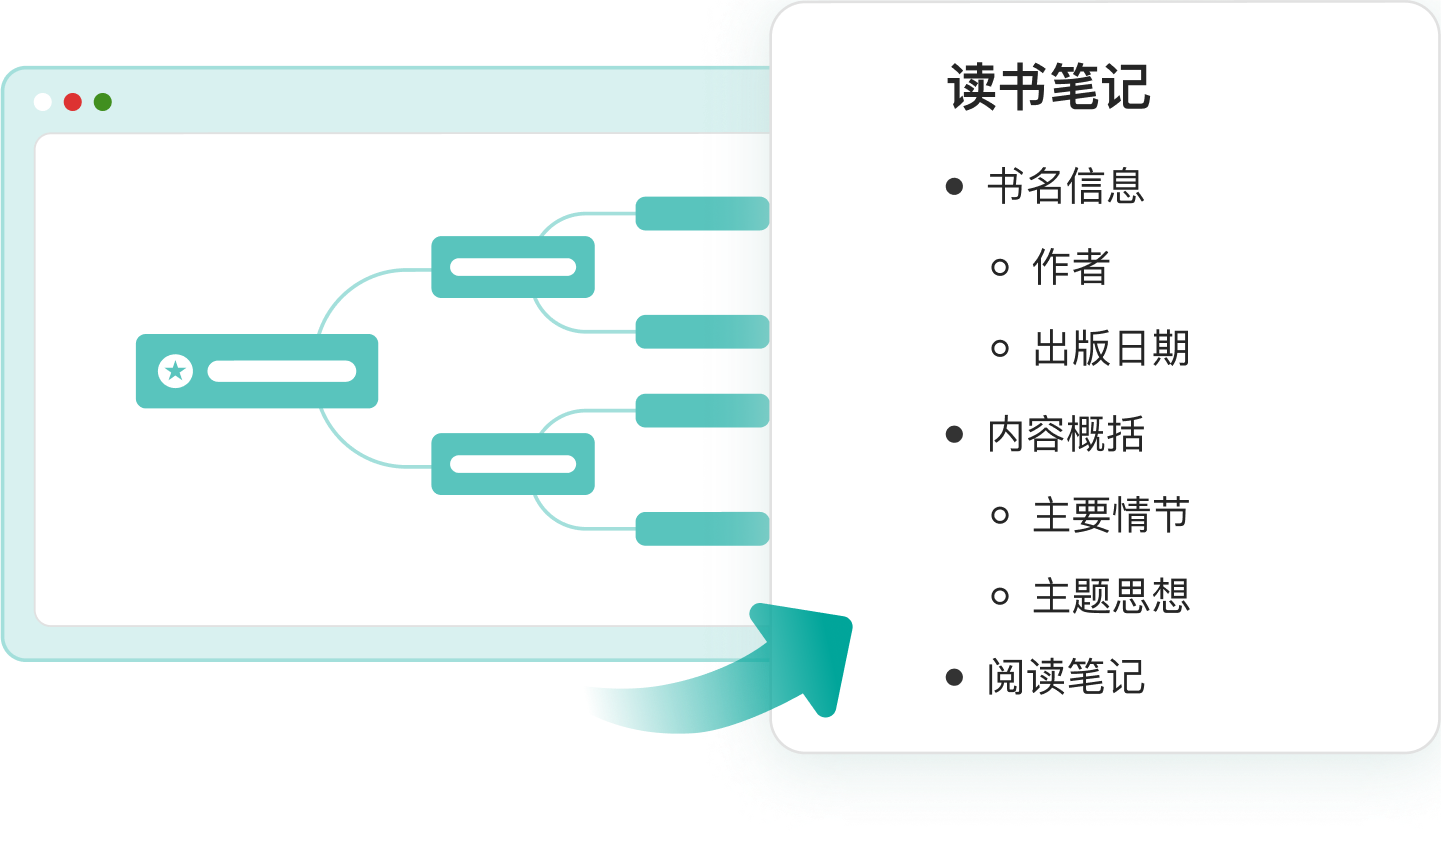 读书笔记
书名信息
作者
出版日期
内容概括
主要情节
主题思想
阅读笔记